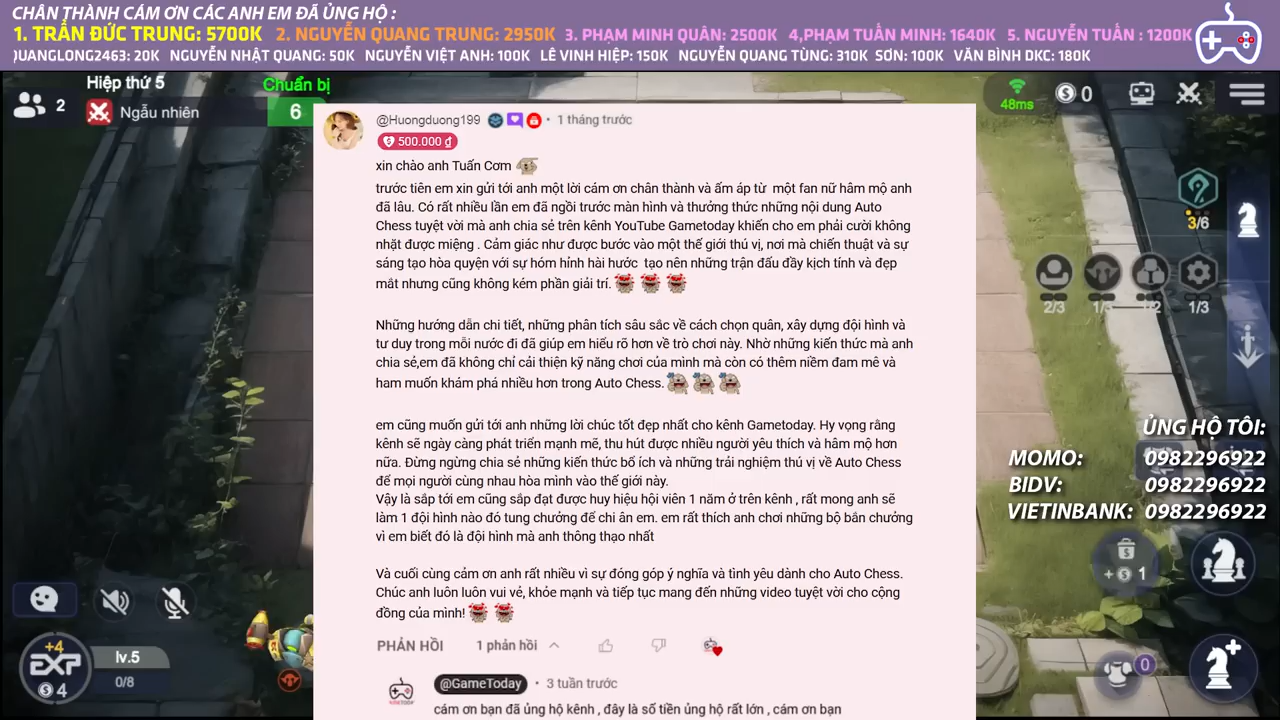 CHÂN THÀNH CÁM ƠN CÁC ANH EM ĐÃ ỦNG HỘ :
1. TRẦN ĐỨC TRUNG: 5700K 2. NGUYỄN QUANG TRUNG: 2950K 3. PHẠM MINH QUÂN: 2500K 4,PHẠM TUẤN MINH: 1640K 5. NGUYỄN TUẤN : 1200K
QUANGLONG2463: 20K NGUYỄN NHẬT QUANG: 50K NGUYỄN VIỆT ANH: 100K LÊ VINH HIỆP: 150K NGUYỄN QUANG TÙNG: 310K SƠN: 100K VĂN BÌNH DKC: 180K
Hiệp thứ 5
Chuẩn bị
2
Ngẫu nhiên
6
48ms
0
@Huongduong199 • 1 tháng trước
500.000 ₫
xin chào anh Tuấn Cơm
trước tiên em xin gửi tới anh một lời cám ơn chân thành và ấm áp từ một fan nữ hâm mộ anh
đã lâu. Có rất nhiều lần em đã ngồi trước màn hình và thưởng thức những nội dung Auto
Chess tuyệt vời mà anh chia sẻ trên kênh YouTube Gametoday khiến cho em phải cười không
nhặt được miệng . Cảm giác như được bước vào một thế giới thú vị, nơi mà chiến thuật và sự
sáng tạo hòa quyện với sự hóm hỉnh hài hước tạo nên những trận đấu đầy kịch tính và đẹp
mắt nhưng cũng không kém phần giải trí.
Những hướng dẫn chi tiết, những phân tích sâu sắc về cách chọn quân, xây dựng đội hình và
tư duy trong mỗi nước đi đã giúp em hiểu rõ hơn về trò chơi này. Nhờ những kiến thức mà anh
chia sẻ,em đã không chỉ cải thiện kỹ năng chơi của mình mà còn có thêm niềm đam mê và
ham muốn khám phá nhiều hơn trong Auto Chess.
em cũng muốn gửi tới anh những lời chúc tốt đẹp nhất cho kênh Gametoday. Hy vọng rằng
kênh sẽ ngày càng phát triển mạnh mẽ, thu hút được nhiều người yêu thích và hâm mộ hơn
nữa. Đừng ngừng chia sẻ những kiến thức bổ ích và những trải nghiệm thú vị về Auto Chess
để mọi người cùng nhau hòa mình vào thế giới này.
Vậy là sắp tới em cũng sắp đạt được huy hiệu hội viên 1 năm ở trên kênh , rất mong anh sẽ
làm 1 đội hình nào đó tung chưởng để chi ân em. em rất thích anh chơi những bộ bắn chưởng
vì em biết đó là đội hình mà anh thông thạo nhất
Và cuối cùng cảm ơn anh rất nhiều vì sự đóng góp ý nghĩa và tình yêu dành cho Auto Chess.
Chúc anh luôn luôn vui vẻ, khỏe mạnh và tiếp tục mang đến những video tuyệt vời cho cộng
đồng của mình!
PHẢN HỒI 1 phản hồi
@GameToday • 3 tuần trước
cám ơn bạn đã ủng hộ kênh , đây là số tiền ủng hộ rất lớn , cám ơn bạn
3/6
2/3 1/3 1/2 1/3
ỦNG HỘ TÔI:
MOMO: 0982296922
BIDV: 0982296922
VIETINBANK: 0982296922
+ 1
+4
EXP
4
lv.5
0/8
0